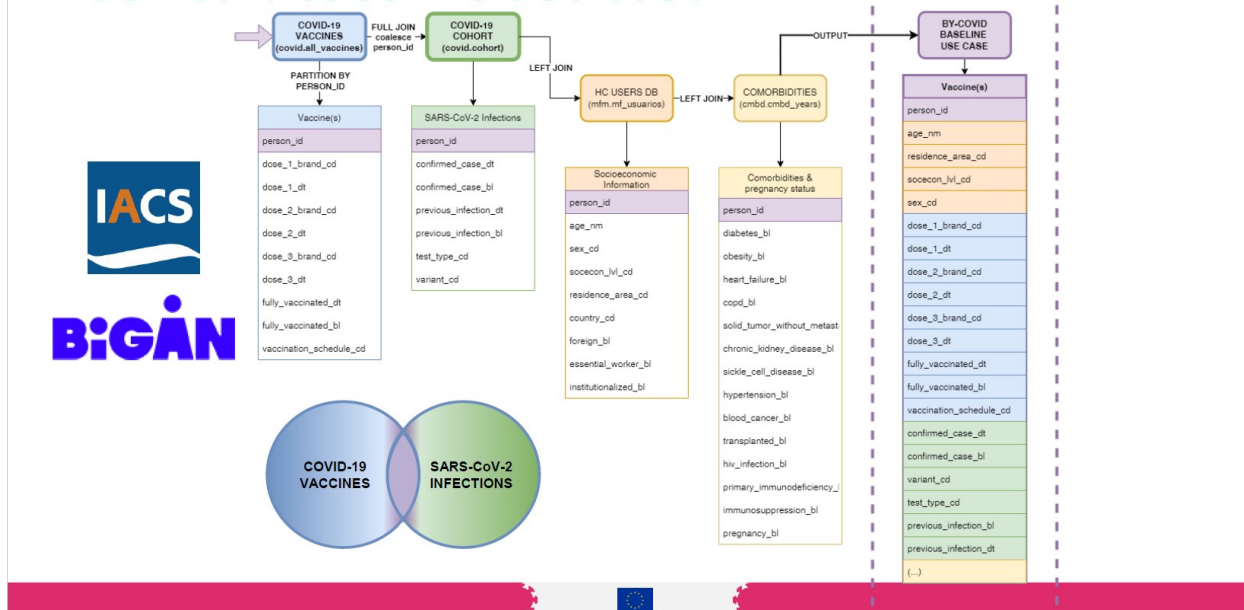 COVID-19
VACCINES
(covid.all_vaccines)
FULL JOIN
coalesce
person_id
COVID-19
COHORT
(covid.cohort)
LEFT JOIN
HC USERS DB
(mfm.mf_usuarios)
LEFT JOIN
COMORBIDITIES
(cmbd.cmbd_years)
OUTPUT
BY-COVID
BASELINE
USE CASE
PARTITION BY
PERSON_ID
Vaccine(s)
person_id
dose_1_brand_cd
dose_1_dt
dose_2_brand_cd
dose_2_dt
dose_3_brand_cd
dose_3_dt
fully_vaccinated_dt
fully_vaccinated_bl
vaccination_schedule_cd
SARS-CoV-2 Infections
person_id
confirmed_case_dt
confirmed_case_bl
previous_infection_dt
previous_infection_bl
test_type_cd
variant_cd
Socioeconomic
Information
person_id
age_nm
sex_cd
socecon_lvl_cd
residence_area_cd
country_cd
foreign_bl
essential_worker_bl
institutionalized_bl
Comorbidities &
pregnancy status
person_id
diabetes_bl
obesity_bl
heart_failure_bl
copd_bl
solid_tumor_without_metast
chronic_kidney_disease_bl
sickle_cell_disease_bl
hypertension_bl
blood_cancer_bl
transplanted_bl
hiv_infection_bl
primary_immunodeficiency_
immunosuppression_bl
pregnancy_bl
Vaccine(s)
person_id
age_nm
residence_area_cd
socecon_lvl_cd
sex_cd
dose_1_brand_cd
dose_1_dt
dose_2_brand_cd
dose_2_dt
dose_3_brand_cd
dose_3_dt
fully_vaccinated_dt
fully_vaccinated_bl
vaccination_schedule_cd
confirmed_case_dt
confirmed_case_bl
variant_cd
test_type_cd
previous_infection_bl
previous_infection_dt
(...)
IACS
BIGAN
COVID-19
VACCINES
SARS-CoV-2
INFECTIONS